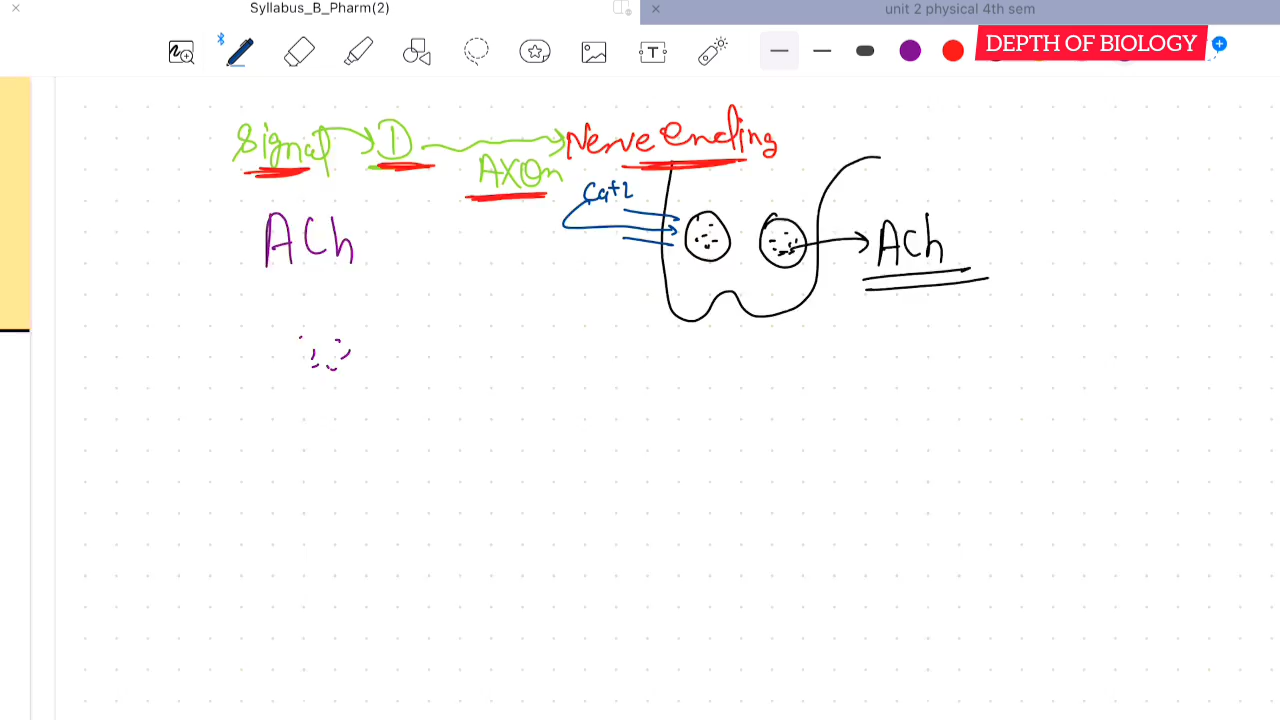 Syllabus_B_Pharm(2)
unit 2 physical 4th sem
DEPTH OF BIOLOGY
Signal → D → Nerve Ending
AXOn
Ca+2
ACh
ACh